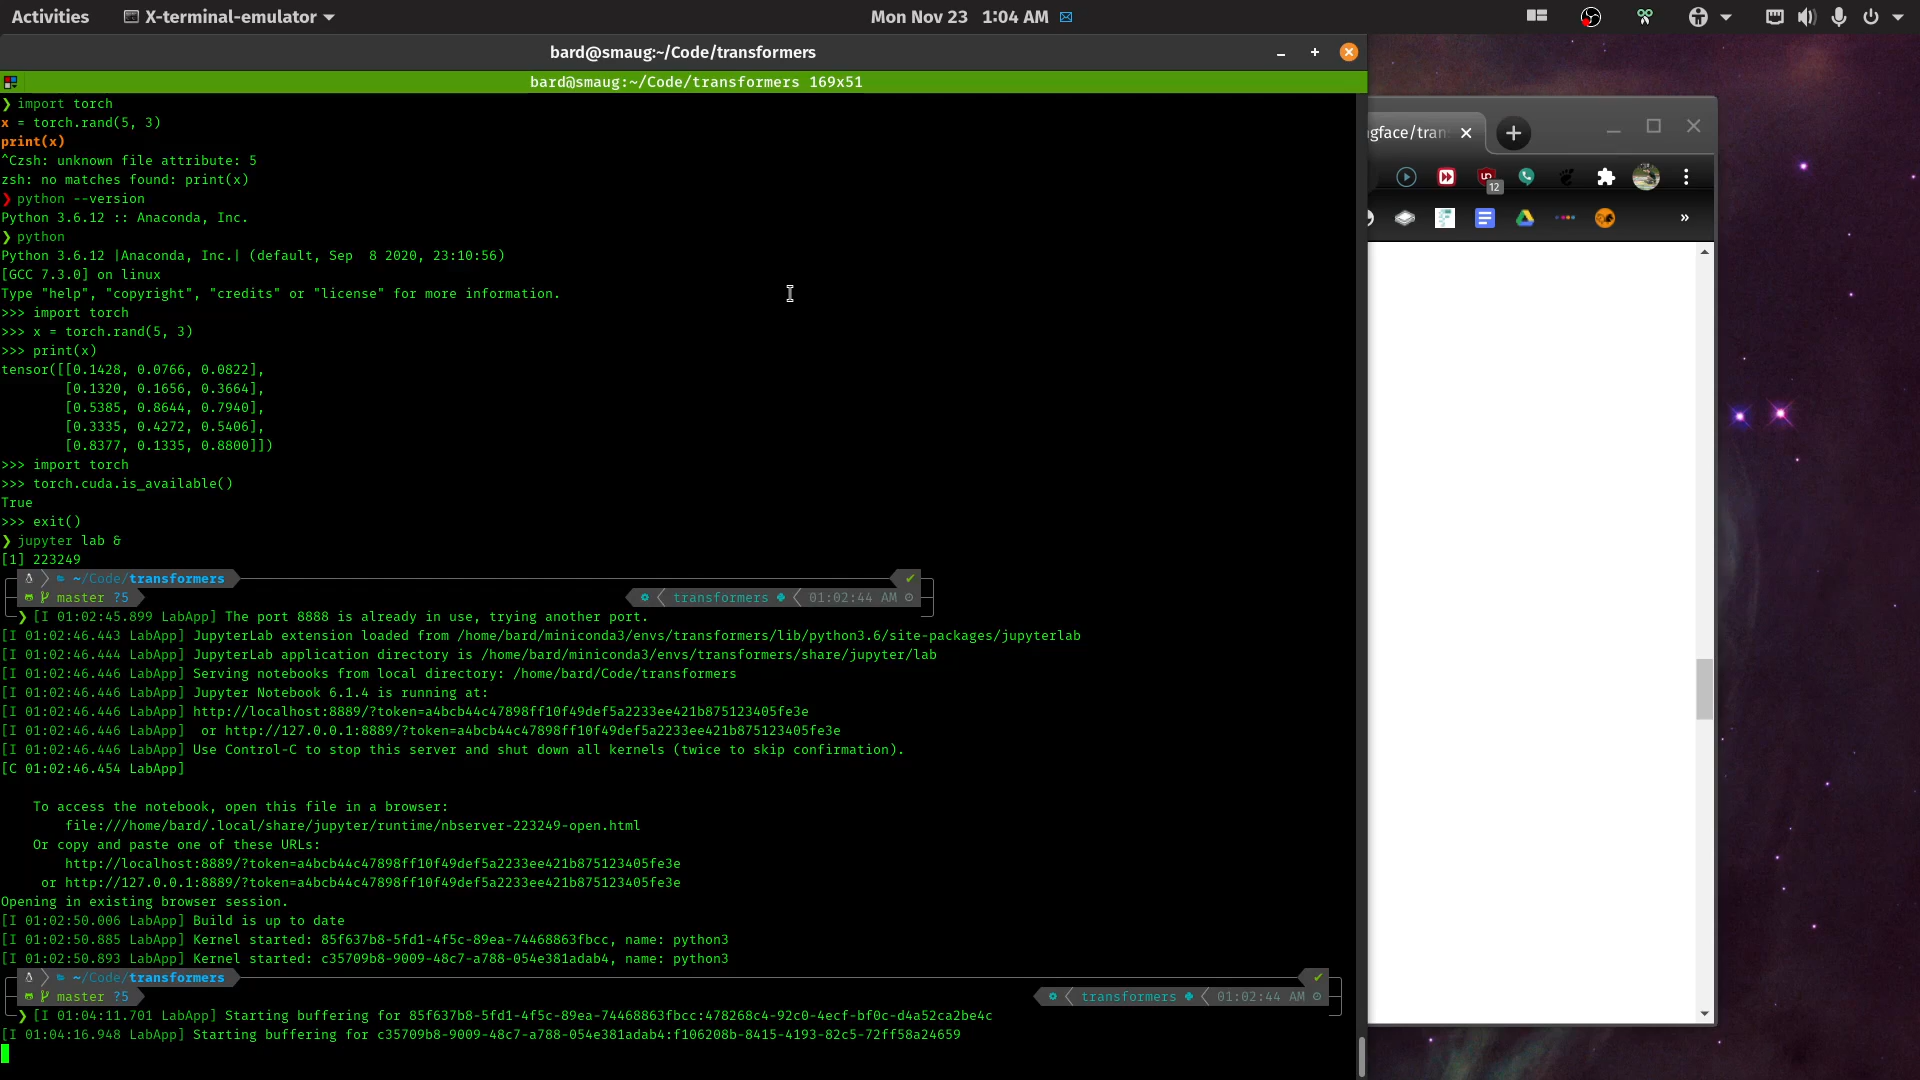 Activities X-terminal-emulator Mon Nov 23 1:04 AM
bard@smaug:~/Code/transformers
bard@smaug:~/Code/transformers 169x51
❯ import torch
x = torch.rand(5, 3)
print(x)
^Czsh: unknown file attribute: 5
zsh: no matches found: print(x)
❯ python --version
Python 3.6.12 :: Anaconda, Inc.
❯ python
Python 3.6.12 |Anaconda, Inc.| (default, Sep  8 2020, 23:10:56)
[GCC 7.3.0] on linux
Type "help", "copyright", "credits" or "license" for more information.
>>> import torch
>>> x = torch.rand(5, 3)
>>> print(x)
tensor([[0.1428, 0.0766, 0.0822],
        [0.1320, 0.1656, 0.3664],
        [0.5385, 0.8644, 0.7940],
        [0.3335, 0.4272, 0.5406],
        [0.8377, 0.1335, 0.8800]])
>>> import torch
>>> torch.cuda.is_available()
True
>>> exit()
❯ jupyter lab &
[1] 223249
~/Code/transformers ✔
master ?5 transformers 01:02:44 AM
❯ [I 01:02:45.899 LabApp] The port 8888 is already in use, trying another port.
[I 01:02:46.443 LabApp] JupyterLab extension loaded from /home/bard/miniconda3/envs/transformers/lib/python3.6/site-packages/jupyterlab
[I 01:02:46.444 LabApp] JupyterLab application directory is /home/bard/miniconda3/envs/transformers/share/jupyter/lab
[I 01:02:46.446 LabApp] Serving notebooks from local directory: /home/bard/Code/transformers
[I 01:02:46.446 LabApp] Jupyter Notebook 6.1.4 is running at:
[I 01:02:46.446 LabApp] http://localhost:8889/?token=a4bcb44c47898ff10f49def5a2233ee421b875123405fe3e
[I 01:02:46.446 LabApp]  or http://127.0.0.1:8889/?token=a4bcb44c47898ff10f49def5a2233ee421b875123405fe3e
[I 01:02:46.446 LabApp] Use Control-C to stop this server and shut down all kernels (twice to skip confirmation).
[C 01:02:46.454 LabApp]
To access the notebook, open this file in a browser:
file:///home/bard/.local/share/jupyter/runtime/nbserver-223249-open.html
Or copy and paste one of these URLs:
http://localhost:8889/?token=a4bcb44c47898ff10f49def5a2233ee421b875123405fe3e
or http://127.0.0.1:8889/?token=a4bcb44c47898ff10f49def5a2233ee421b875123405fe3e
Opening in existing browser session.
[I 01:02:50.006 LabApp] Build is up to date
[I 01:02:50.885 LabApp] Kernel started: 85f637b8-5fd1-4f5c-89ea-74468863fbcc, name: python3
[I 01:02:50.893 LabApp] Kernel started: c35709b8-9009-48c7-a788-054e381adab4, name: python3
~/Code/transformers ✔
master ?5 transformers 01:02:44 AM
❯ [I 01:04:11.701 LabApp] Starting buffering for 85f637b8-5fd1-4f5c-89ea-74468863fbcc:478268c4-92c0-4ecf-bf0c-d4a52ca2be4c
[I 01:04:16.948 LabApp] Starting buffering for c35709b8-9009-48c7-a788-054e381adab4:f106208b-8415-4193-82c5-72ff58a24659
gface/tran
12